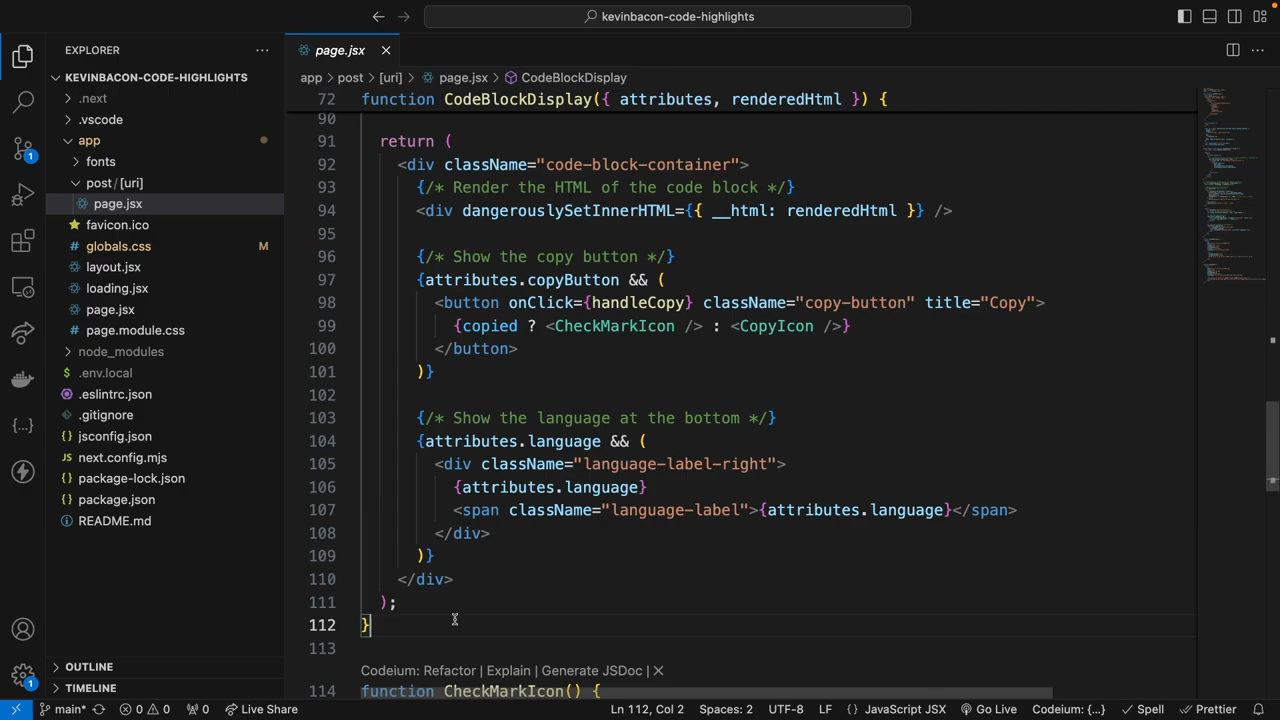 kevinbacon-code-highlights
EXPLORER
page.jsx
KEVINBACON-CODE-HIGHLIGHTS
.next
.vscode
app
fonts
post/[uri]
page.jsx
favicon.ico
globals.css M
layout.jsx
loading.jsx
page.jsx
page.module.css
node_modules
.env.local
.eslintrc.json
.gitignore
jsconfig.json
next.config.mjs
package-lock.json
package.json
README.md
OUTLINE
TIMELINE
1
1
app > post > [uri] > page.jsx > CodeBlockDisplay
72 function CodeBlockDisplay({ attributes, renderedHtml }) {
90
91 return (
92 <div className="code-block-container">
93 {/* Render the HTML of the code block */}
94 <div dangerouslySetInnerHTML={{ __html: renderedHtml }} />
95
96 {/* Show the copy button */}
97 {attributes.copyButton && (
98 <button onClick={handleCopy} className="copy-button" title="Copy">
99 {copied ? <CheckMarkIcon /> : <CopyIcon />}
100 </button>
101 )}
102
103 {/* Show the language at the bottom */}
104 {attributes.language && (
105 <div className="language-label-right">
106 {attributes.language}
107 <span className="language-label">{attributes.language}</span>
108 </div>
109 )}
110 </div>
111 );
112 }
113
Codeium: Refactor | Explain | Generate JSDoc | ✕
114 function CheckMarkIcon() {
main* 0 0 0 Live Share Ln 112, Col 2 Spaces: 2 UTF-8 LF {} JavaScript JSX Go Live Codeium: {...} Spell Prettier